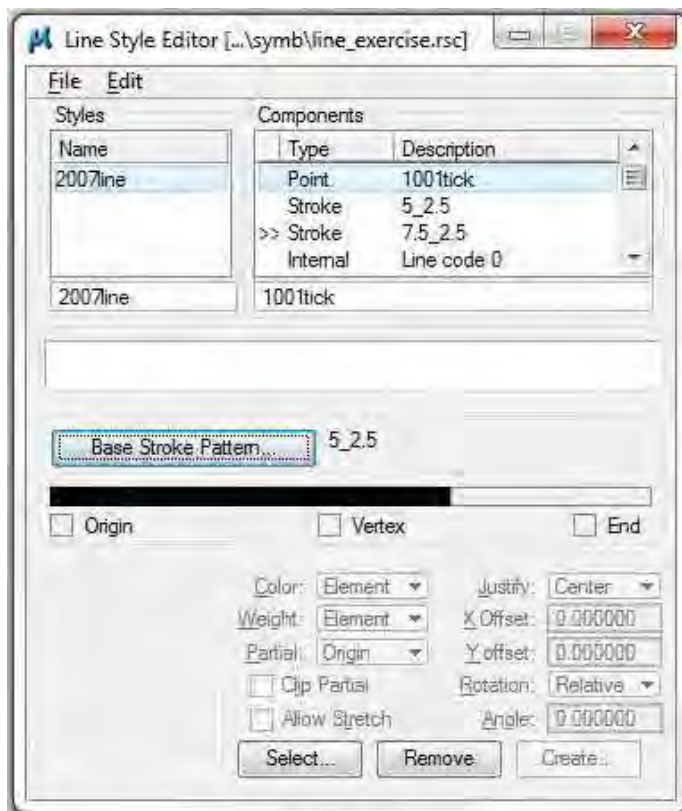 Line Style Editor [...\symb\line_exercise.rsc]
File Edit
Styles Components
Name Type Description
2007line Point 1001tick
Stroke 5_2.5
>> Stroke 7.5_2.5
Internal Line code 0
2007line 1001tick
Base Stroke Pattern... 5_2.5
Origin Vertex End
Color: Element Justify: Center
Weight: Element X Offset: 0.000000
Partial: Origin Y offset: 0.000000
Clip Partial Rotation: Relative
Allow Stretch Angle: 0.000000
Select... Remove Create...